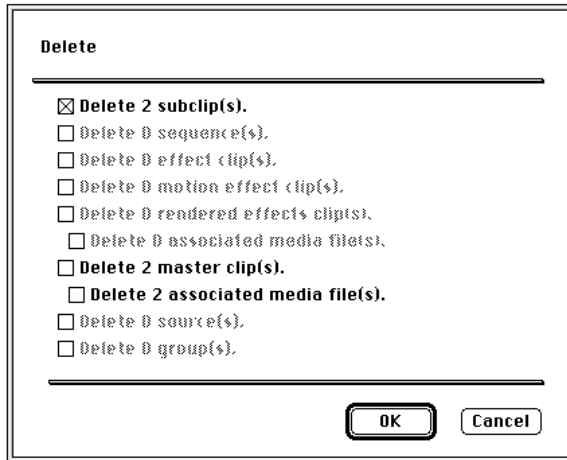 Delete
Delete 2 subclip(s).
Delete 0 sequence(s).
Delete 0 effect clip(s).
Delete 0 motion effect clip(s).
Delete 0 rendered effects clip(s).
Delete 0 associated media file(s).
Delete 2 master clip(s).
Delete 2 associated media file(s).
Delete 0 source(s).
Delete 0 group(s).
OK Cancel